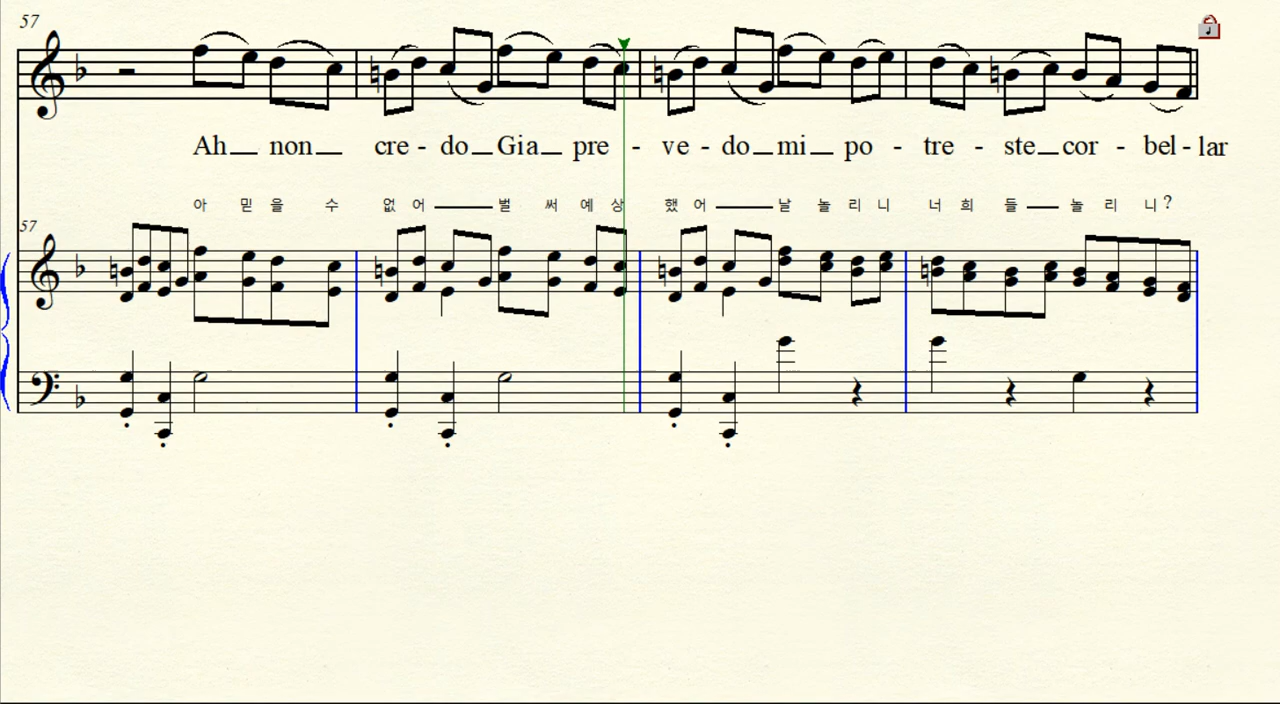 57
Ah non cre - do Gia pre - ve - do mi po - tre - ste cor - bel - lar
아 믿 을 수 없 어 벌 써 예 상 했 어 날 놀 리 니 너 희 들 놀 리 니 ?
57